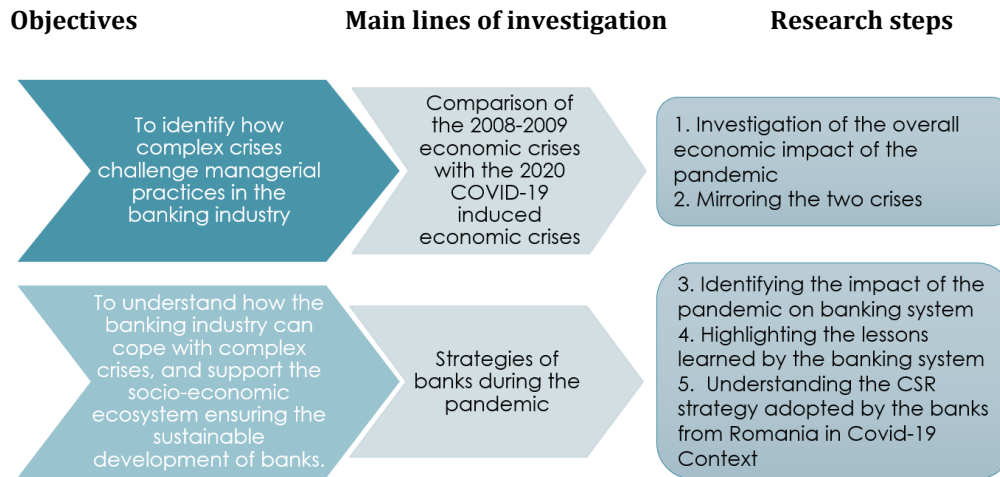 Objectives
Main lines of investigation
Research steps
To identify how
complex crises
challenge managerial
practices in the
banking industry
Comparison of
the 2008-2009
economic crises
with the 2020
COVID-19
induced
economic crises
1. Investigation of the overall
economic impact of the
pandemic
2. Mirroring the two crises
To understand how the
banking industry can
cope with complex
crises, and support the
socio-economic
ecosystem ensuring the
sustainable
development of banks.
Strategies of
banks during the
pandemic
3. Identifying the impact of the
pandemic on banking system
4. Highlighting the lessons
learned by the banking system
5. Understanding the CSR
strategy adopted by the banks
from Romania in Covid-19
Context